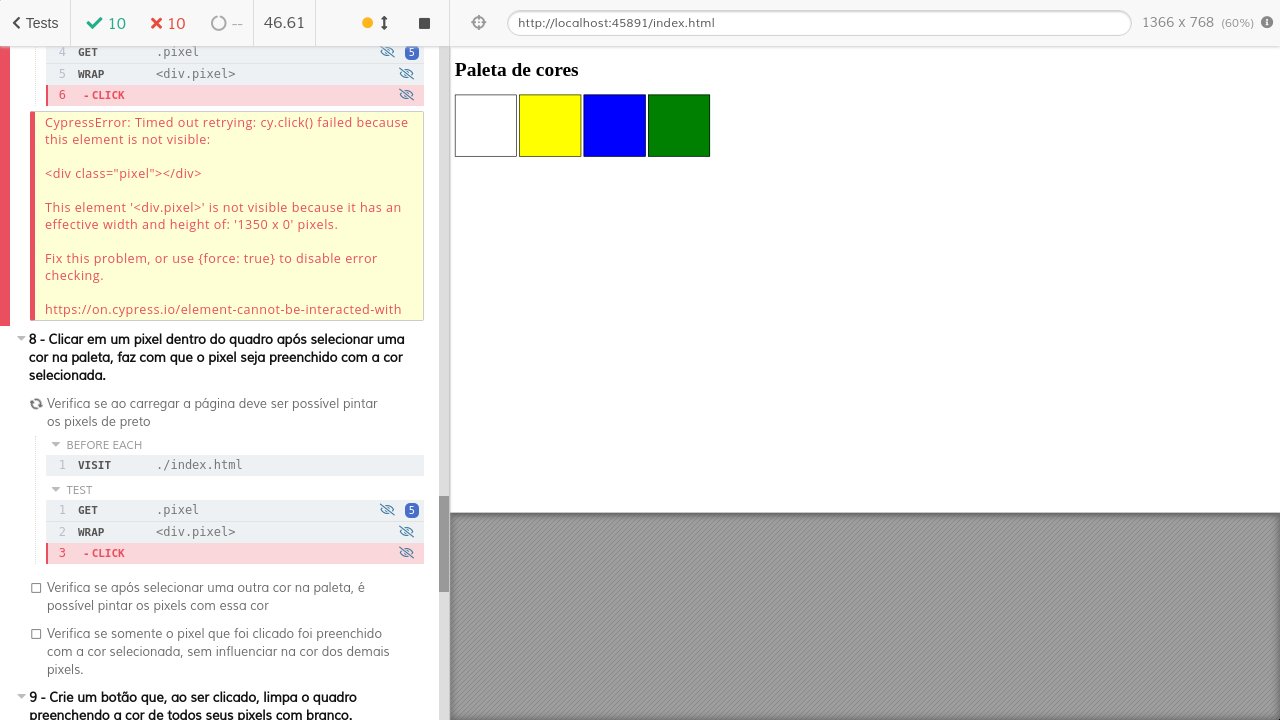 Tests
10
10
--
46.61
http://localhost:45891/index.html
1366 x 768 (60%)
4 GET .pixel 5
5 WRAP <div.pixel>
6 - CLICK
CypressError: Timed out retrying: cy.click() failed because
this element is not visible:
<div class="pixel"></div>
This element '<div.pixel>' is not visible because it has an
effective width and height of: '1350 x 0' pixels.
Fix this problem, or use {force: true} to disable error
checking.
https://on.cypress.io/element-cannot-be-interacted-with
8 - Clicar em um pixel dentro do quadro após selecionar uma
cor na paleta, faz com que o pixel seja preenchido com a cor
selecionada.
Verifica se ao carregar a página deve ser possível pintar
os pixels de preto
BEFORE EACH
1 VISIT ./index.html
TEST
1 GET .pixel 5
2 WRAP <div.pixel>
3 - CLICK
Verifica se após selecionar uma outra cor na paleta, é
possível pintar os pixels com essa cor
Verifica se somente o pixel que foi clicado foi preenchido
com a cor selecionada, sem influenciar na cor dos demais
pixels.
9 - Crie um botão que, ao ser clicado, limpa o quadro
preenchendo a cor de todos seus pixels com branco.
Paleta de cores